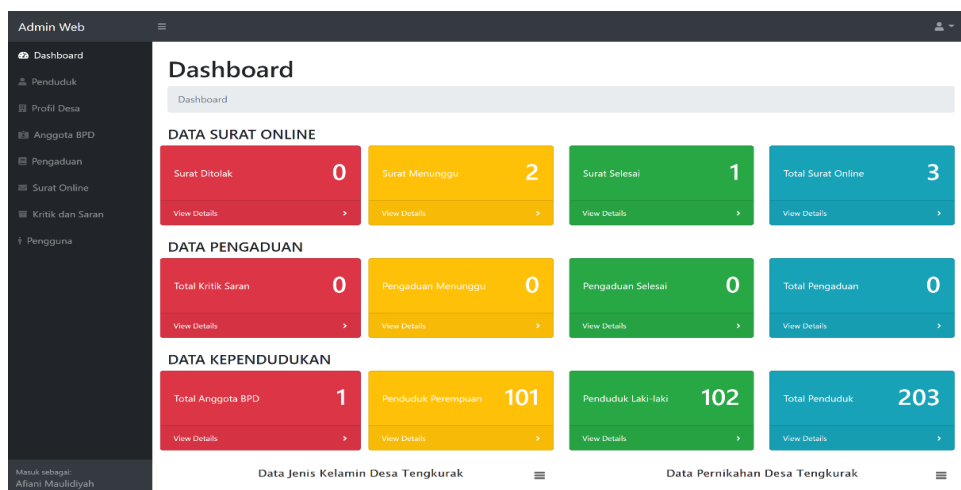 Admin Web
Dashboard
Penduduk
Profil Desa
Anggota BPD
Pengaduan
Surat Online
Kritik dan Saran
Pengguna
Masuk sebagai:
Afiani Maulidiyah
Dashboard
Dashboard
DATA SURAT ONLINE
Surat Ditolak 0
View Details
Surat Menunggu 2
View Details
Surat Selesai 1
View Details
Total Surat Online 3
View Details
DATA PENGADUAN
Total Kritik Saran 0
View Details
Pengaduan Menunggu 0
View Details
Pengaduan Selesai 0
View Details
Total Pengaduan 0
View Details
DATA KEPENDUDUKAN
Total Anggota BPD 1
View Details
Penduduk Perempuan 101
View Details
Penduduk Laki-laki 102
View Details
Total Penduduk 203
View Details
Data Jenis Kelamin Desa Tengkurak
Data Pernikahan Desa Tengkurak